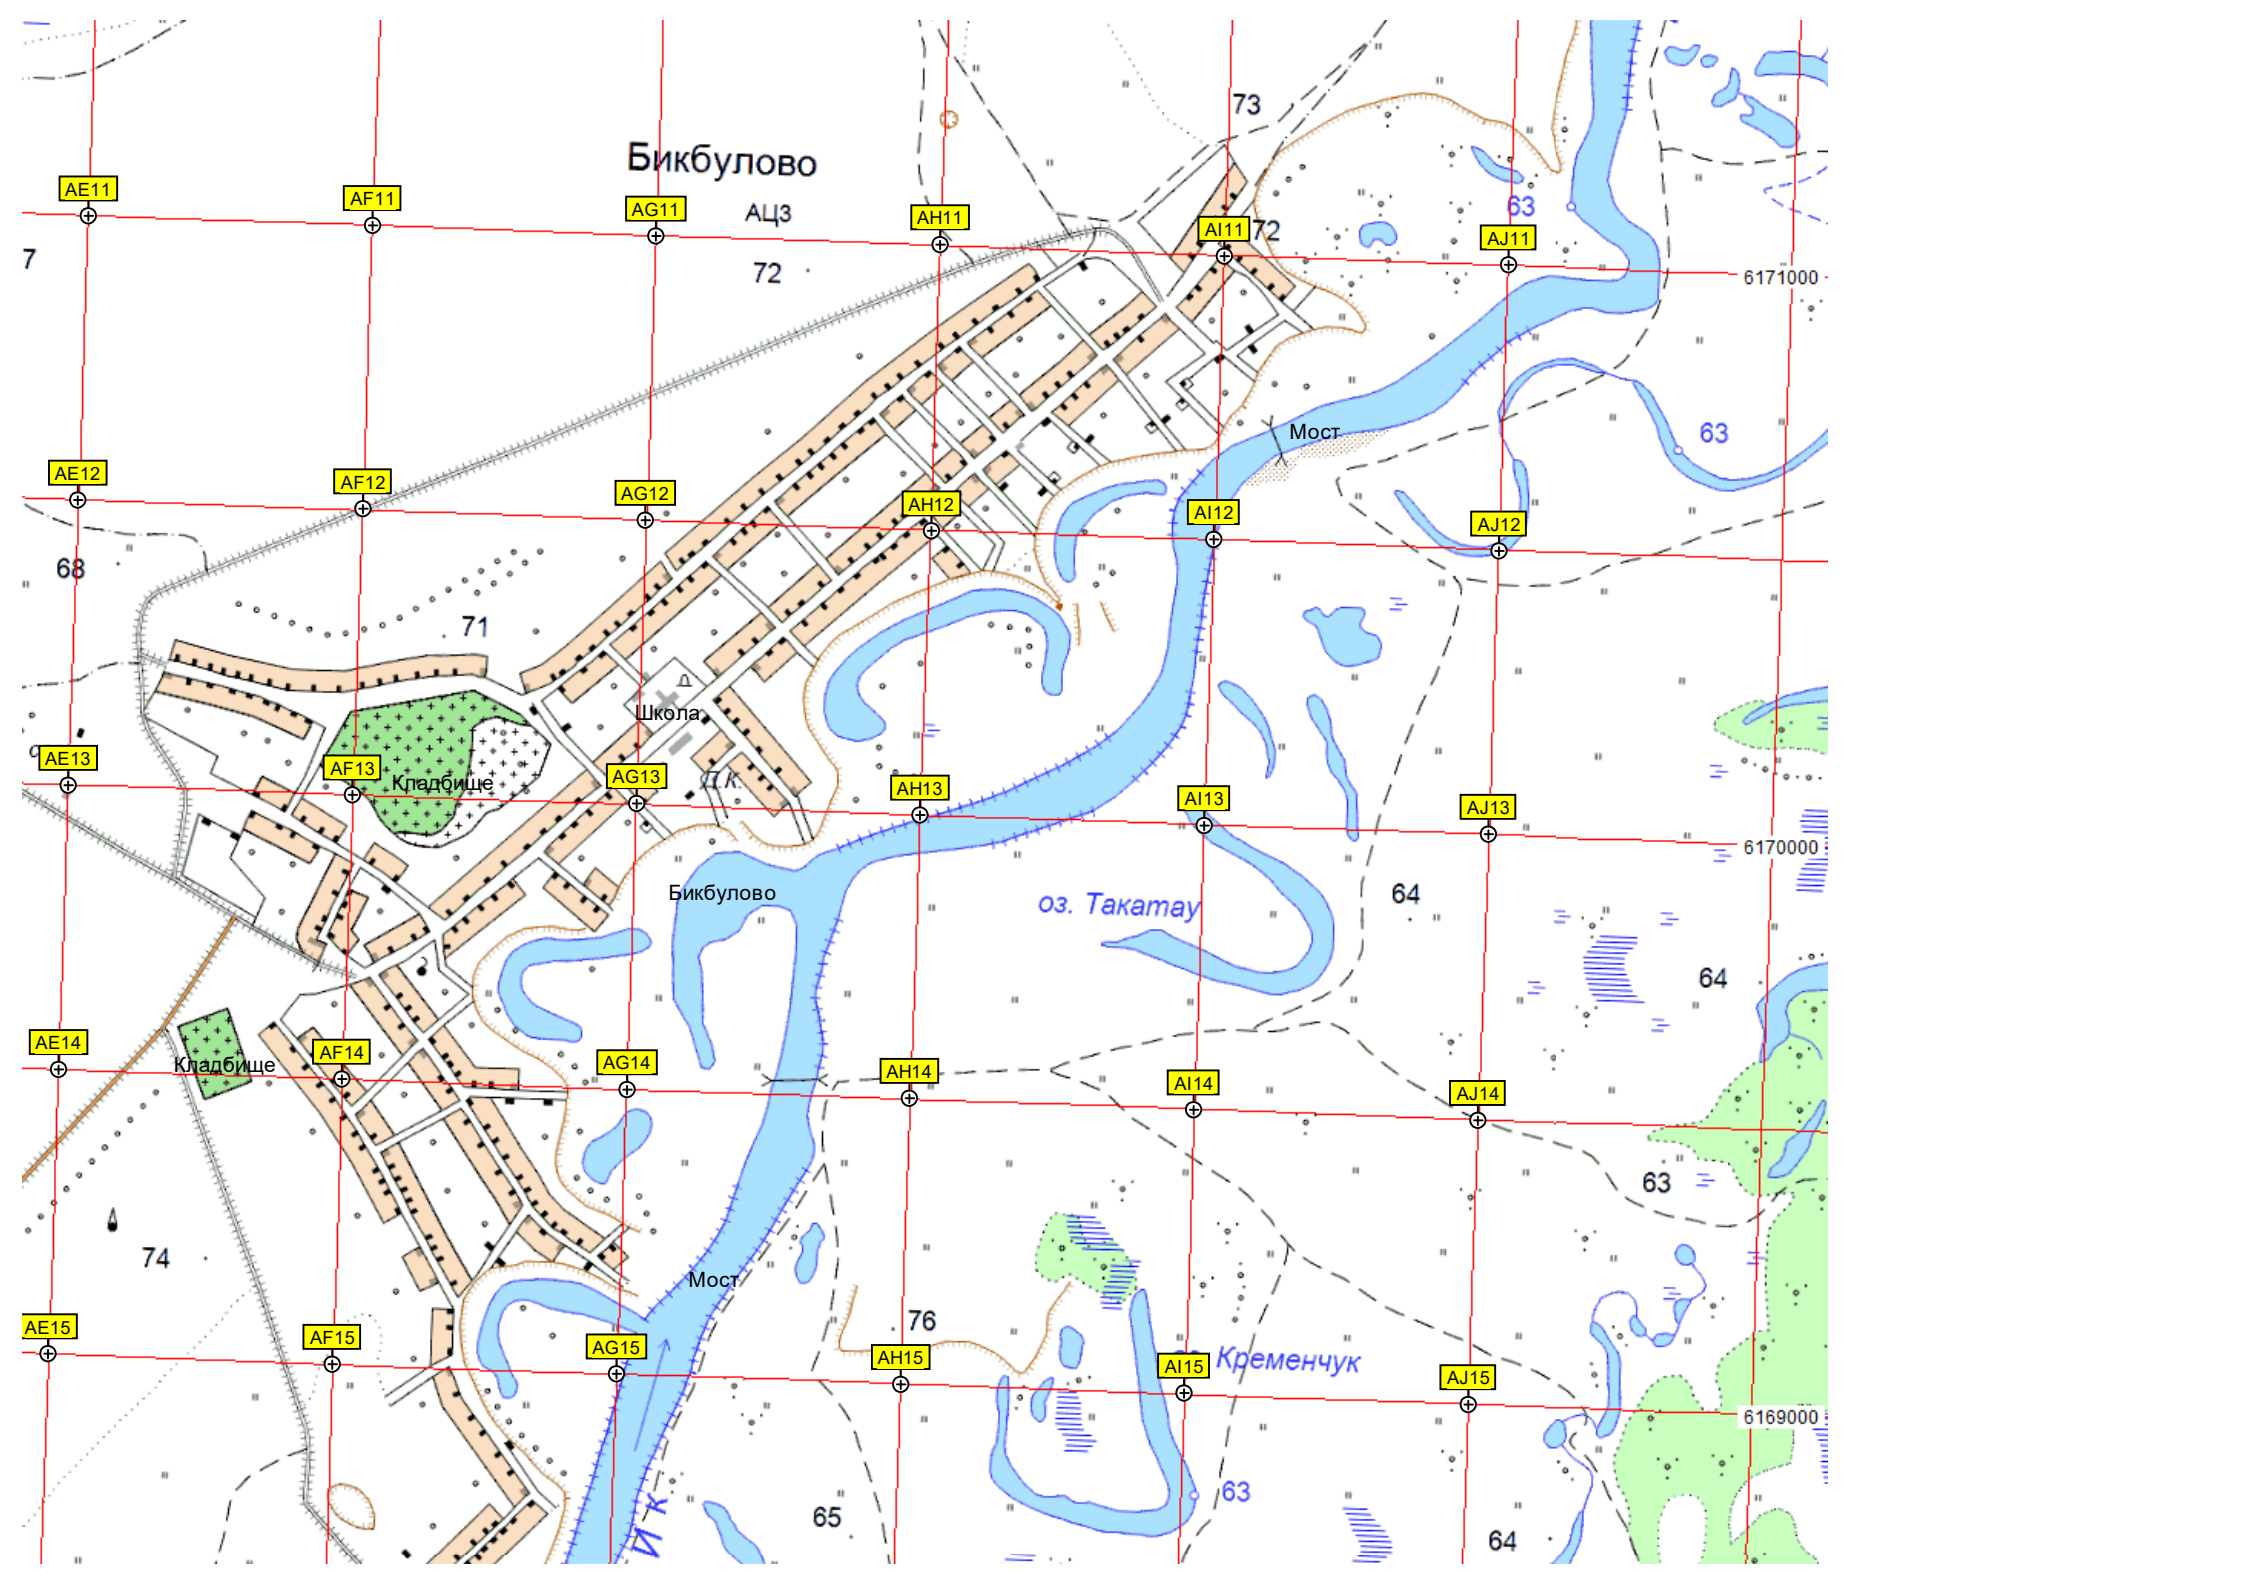 73
Бикбулово
AE11
AF11
AG11
АЦЗ
AH11
63
AI11
72
AJ11
7
72
6171000
Мост
63
AE12
AF12
AG12
AH12
AI12
AJ12
68
71
Школа
AE13
AF13
Кладбище
AG13
Д.К.
AH13
AI13
AJ13
6170000
Бикбулово
оз. Такатау
64
64
AE14
Кладбище
AF14
AG14
AH14
AI14
AJ14
63
74
Мост
76
AE15
AF15
AG15
AH15
AI15
Кременчук
AJ15
6169000
63
65
И к
64